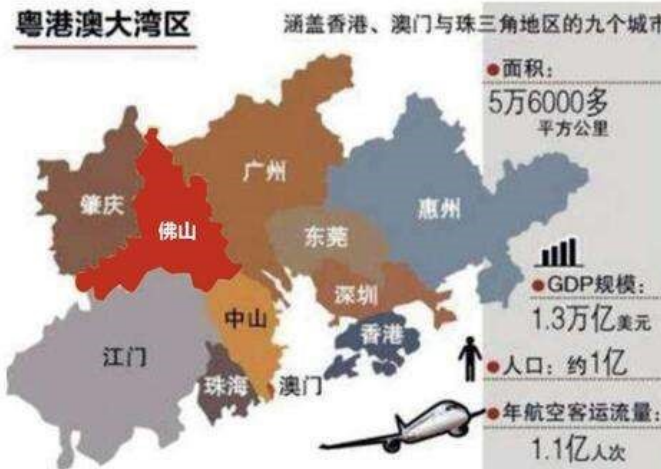 粤港澳大湾区
涵盖香港、澳门与珠三角地区的九个城市
●面积：
5万6000多
平方公里
广州
肇庆
惠州
佛山
东莞
●GDP规模：
深圳
1.3万亿美元
中山
香港
江门
●人口：约1亿
珠海
澳门
●年航空客运流量：
1.1亿人次